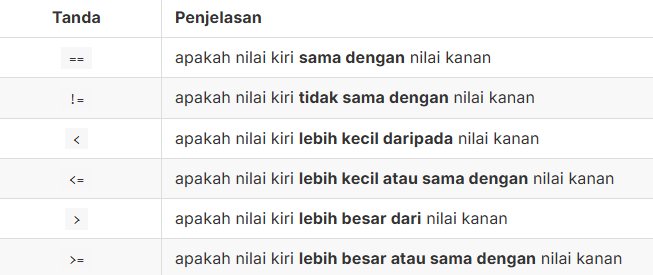 Tanda Penjelasan
== apakah nilai kiri sama dengan nilai kanan
!= apakah nilai kiri tidak sama dengan nilai kanan
< apakah nilai kiri lebih kecil daripada nilai kanan
<= apakah nilai kiri lebih kecil atau sama dengan nilai kanan
> apakah nilai kiri lebih besar dari nilai kanan
>= apakah nilai kiri lebih besar atau sama dengan nilai kanan